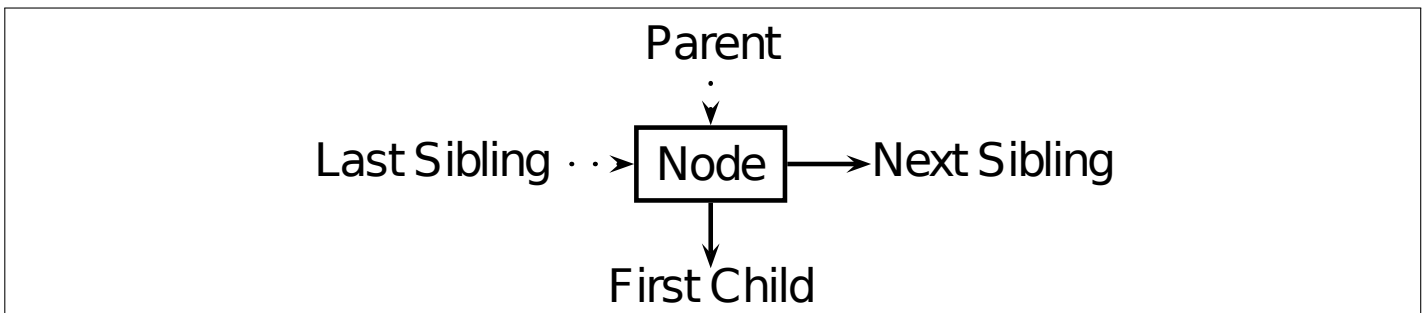 Parent
Last Sibling
Node
Next Sibling
First Child